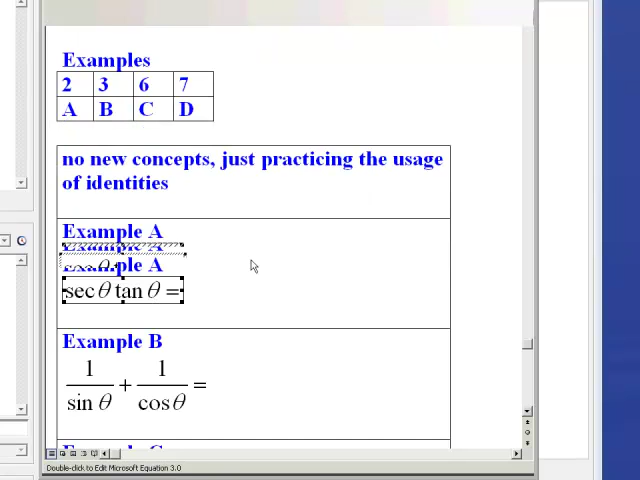 Examples
2 3 6 7
A B C D
no new concepts, just practicing the usage
of identities
Example A
Example A
sec θ tan θ =
Example B
1/sin θ + 1/cos θ =
Double-click to Edit Microsoft Equation 3.0